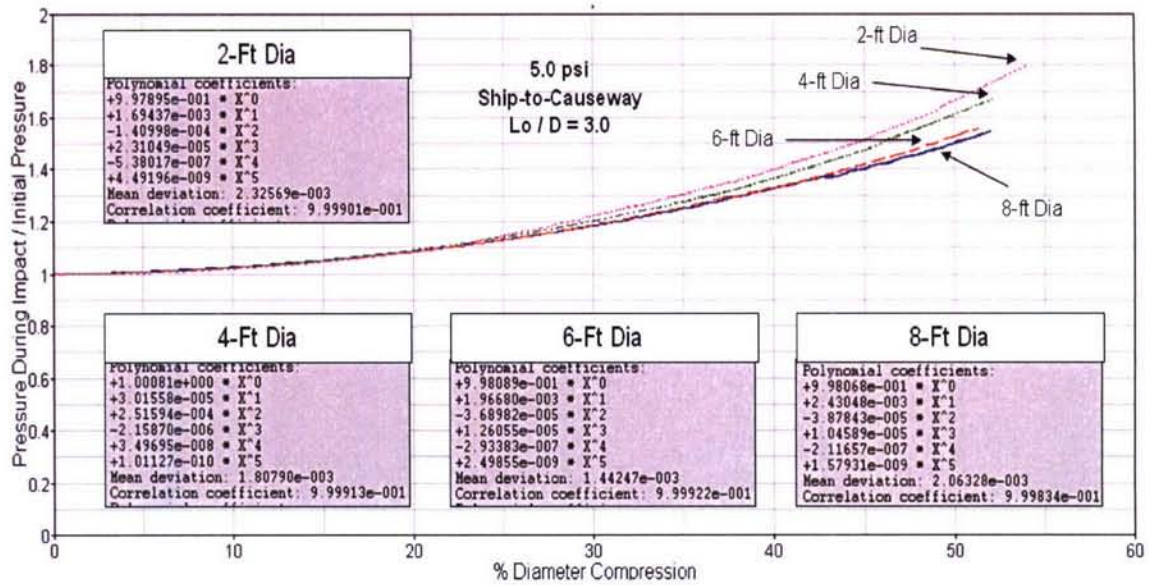 Pressure During Impact / Initial Pressure
2
1.8
1.6
1.4
1.2
1
0.8
0.6
0.4
0.2
0
2-Ft Dia
Polynomial coefficients:
+9.97895e-001 * X^0
+1.69437e-003 * X^1
-1.40998e-004 * X^2
+2.31049e-005 * X^3
-5.38017e-007 * X^4
+4.49196e-009 * X^5
Mean deviation: 2.32569e-003
Correlation coefficient: 9.99901e-001
5.0 psi
Ship-to-Causeway
Lo / D = 3.0
2-ft Dia
4-ft Dia
6-ft Dia
8-ft Dia
4-Ft Dia
Polynomial coefficients:
+1.00081e+000 * X^0
+3.01558e-005 * X^1
+2.51594e-004 * X^2
-2.15870e-006 * X^3
+3.49695e-008 * X^4
+1.01127e-010 * X^5
Mean deviation: 1.80790e-003
Correlation coefficient: 9.99913e-001
6-Ft Dia
Polynomial coefficients:
+9.98089e-001 * X^0
+1.96680e-003 * X^1
-3.68982e-005 * X^2
+1.26055e-005 * X^3
-2.93383e-007 * X^4
+2.49855e-009 * X^5
Mean deviation: 1.44247e-003
Correlation coefficient: 9.99922e-001
8-Ft Dia
Polynomial coefficients:
+9.98068e-001 * X^0
+2.43048e-003 * X^1
-3.87843e-005 * X^2
+1.04589e-005 * X^3
-2.11657e-007 * X^4
+1.57931e-009 * X^5
Mean deviation: 2.06328e-003
Correlation coefficient: 9.99834e-001
0 10 20 30 40 50 60
% Diameter Compression